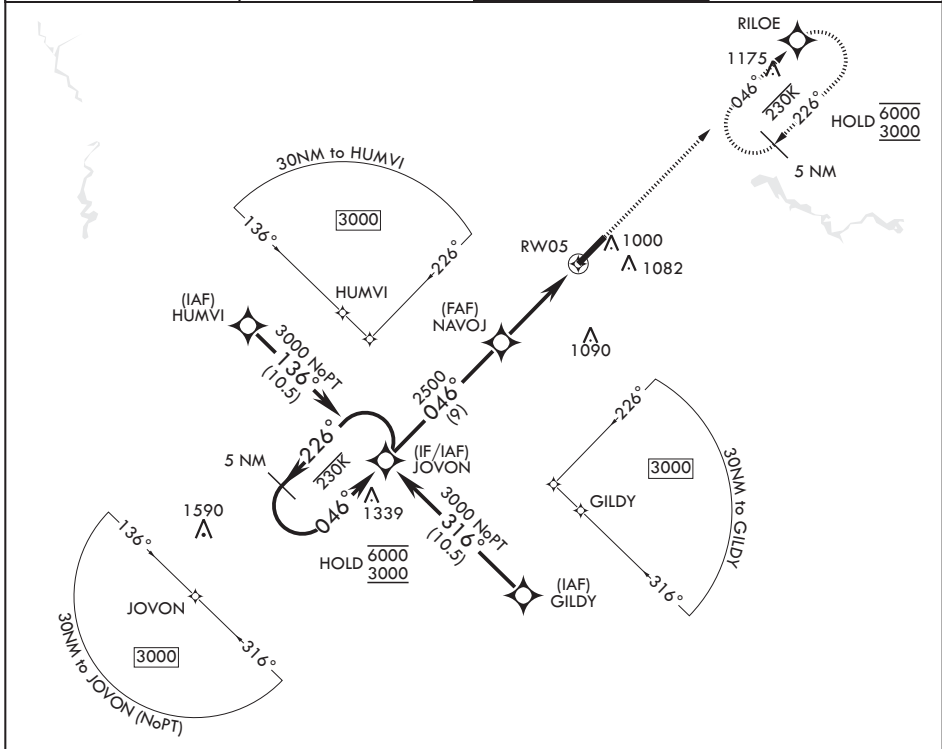 RILOE
1175
046°
230K
226°
HOLD 6000
3000
5 NM
30NM to HUMVI
3000
136°
226°
HUMVI
RW05
1000
1082
(IAF)
HUMVI
3000 NoPT
136°
(10.5)
(FAF)
NAVOJ
1090
2500
046°
(9)
226°
230K
046°
5 NM
(IF/IAF)
JOVON
1339
HOLD 6000
3000
3000 NoPT
316°
(10.5)
(IAF)
GILDY
226°
3000
GILDY
316°
30NM to GILDY
1590
136°
JOVON
316°
3000
30NM to JOVON (NoPT)